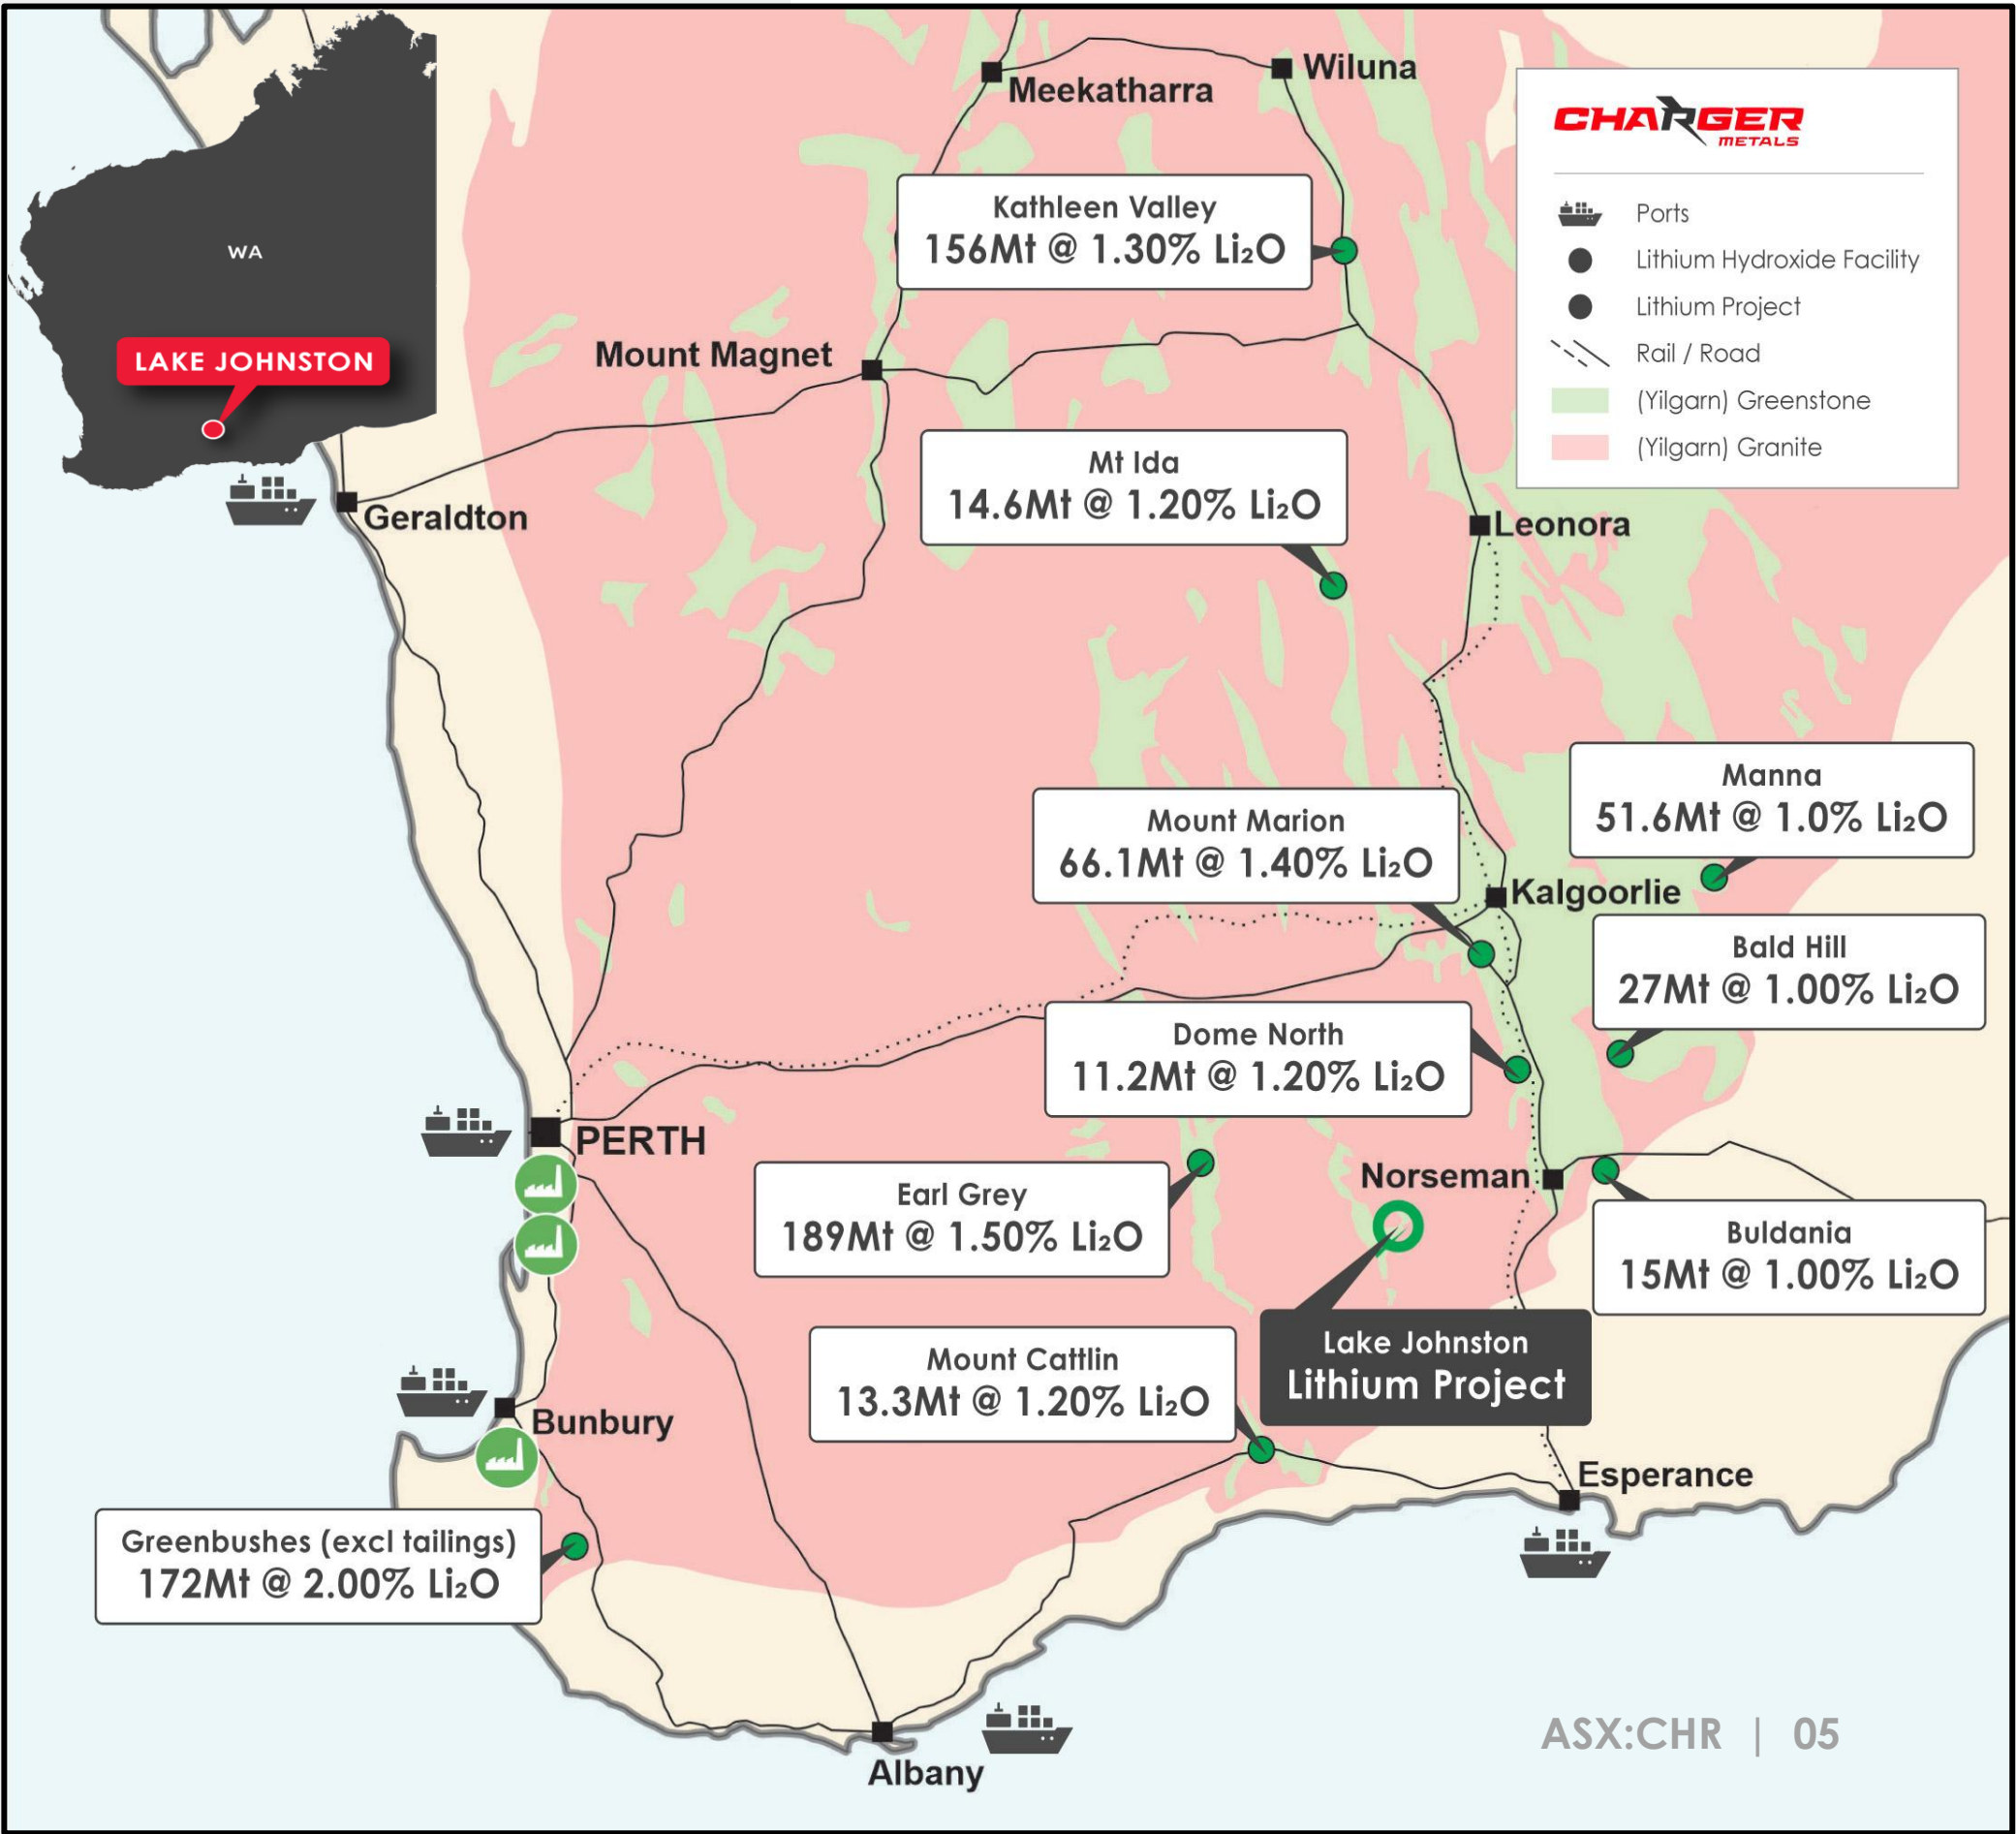 Meekatharra
Wiluna
CHARGER
METALS
Ports
Lithium Hydroxide Facility
Lithium Project
Rail / Road
(Yilgarn) Greenstone
(Yilgarn) Granite
WA
LAKE JOHNSTON
Kathleen Valley
156Mt @ 1.30% Li₂O
Mount Magnet
Mt Ida
14.6Mt @ 1.20% Li₂O
Geraldton
Leonora
Manna
51.6Mt @ 1.0% Li₂O
Mount Marion
66.1Mt @ 1.40% Li₂O
Kalgoorlie
Bald Hill
27Mt @ 1.00% Li₂O
Dome North
11.2Mt @ 1.20% Li₂O
PERTH
Earl Grey
189Mt @ 1.50% Li₂O
Norseman
Buldania
15Mt @ 1.00% Li₂O
Lake Johnston
Lithium Project
Mount Cattlin
13.3Mt @ 1.20% Li₂O
Bunbury
Esperance
Greenbushes (excl tailings)
172Mt @ 2.00% Li₂O
Albany
ASX:CHR | 05